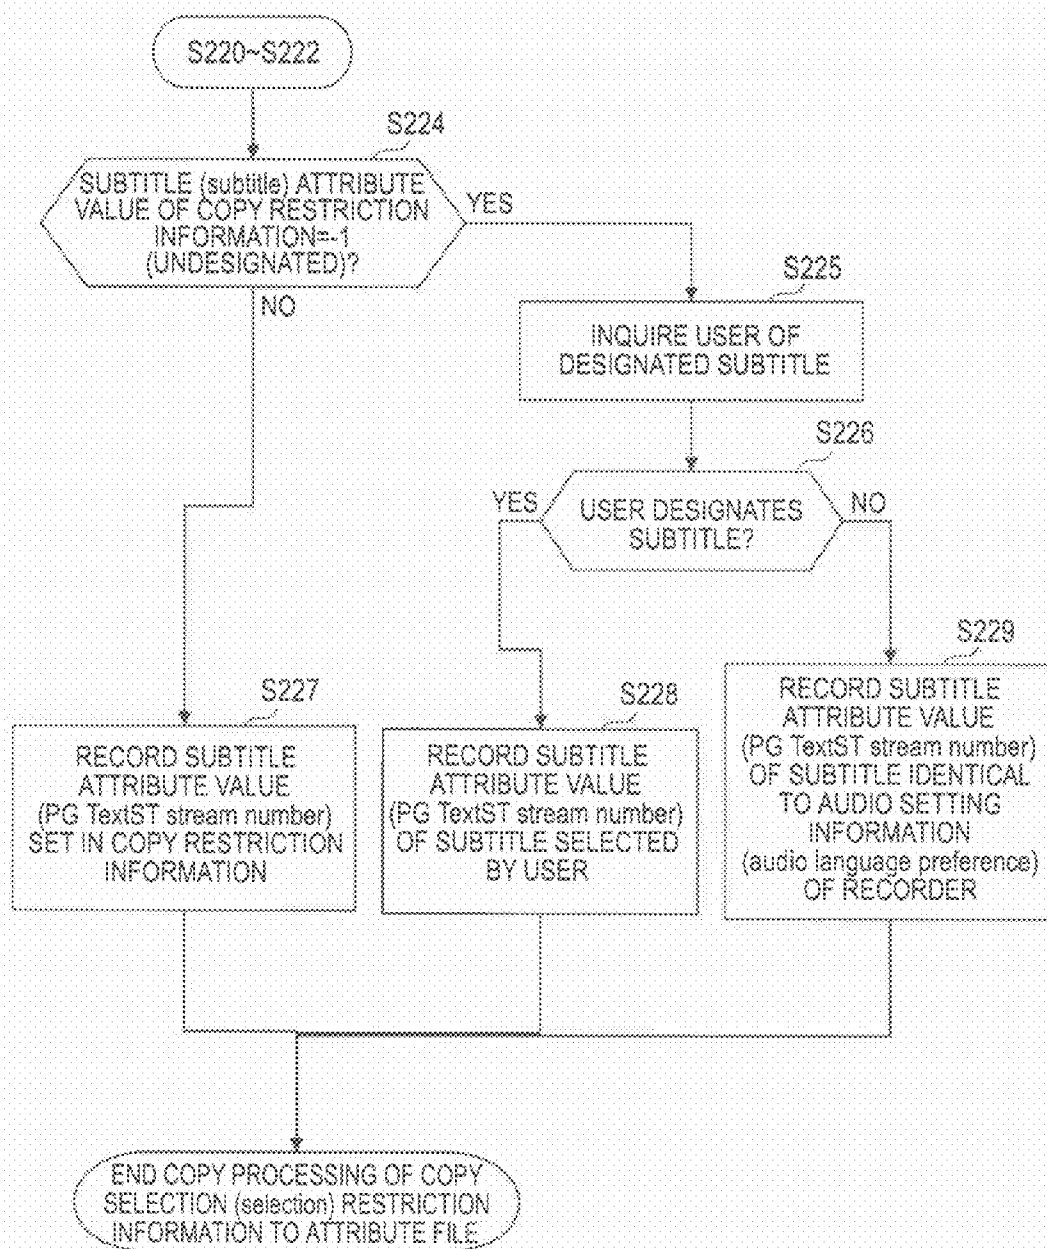 S220~S222
S224
SUBTITLE (subtitle) ATTRIBUTE
VALUE OF COPY RESTRICTION
INFORMATION=-1
(UNDESIGNATED)?
YES
NO
S225
INQUIRE USER OF
DESIGNATED SUBTITLE
S226
YES
USER DESIGNATES
SUBTITLE?
NO
S227
RECORD SUBTITLE
ATTRIBUTE VALUE
(PG TextST stream number)
SET IN COPY RESTRICTION
INFORMATION
S228
RECORD SUBTITLE
ATTRIBUTE VALUE
(PG TextST stream number)
OF SUBTITLE SELECTED
BY USER
S229
RECORD SUBTITLE
ATTRIBUTE VALUE
(PG TextST stream number)
OF SUBTITLE IDENTICAL
TO AUDIO SETTING
INFORMATION
(audio language preference)
OF RECORDER
END COPY PROCESSING OF COPY
SELECTION (selection) RESTRICTION
INFORMATION TO ATTRIBUTE FILE